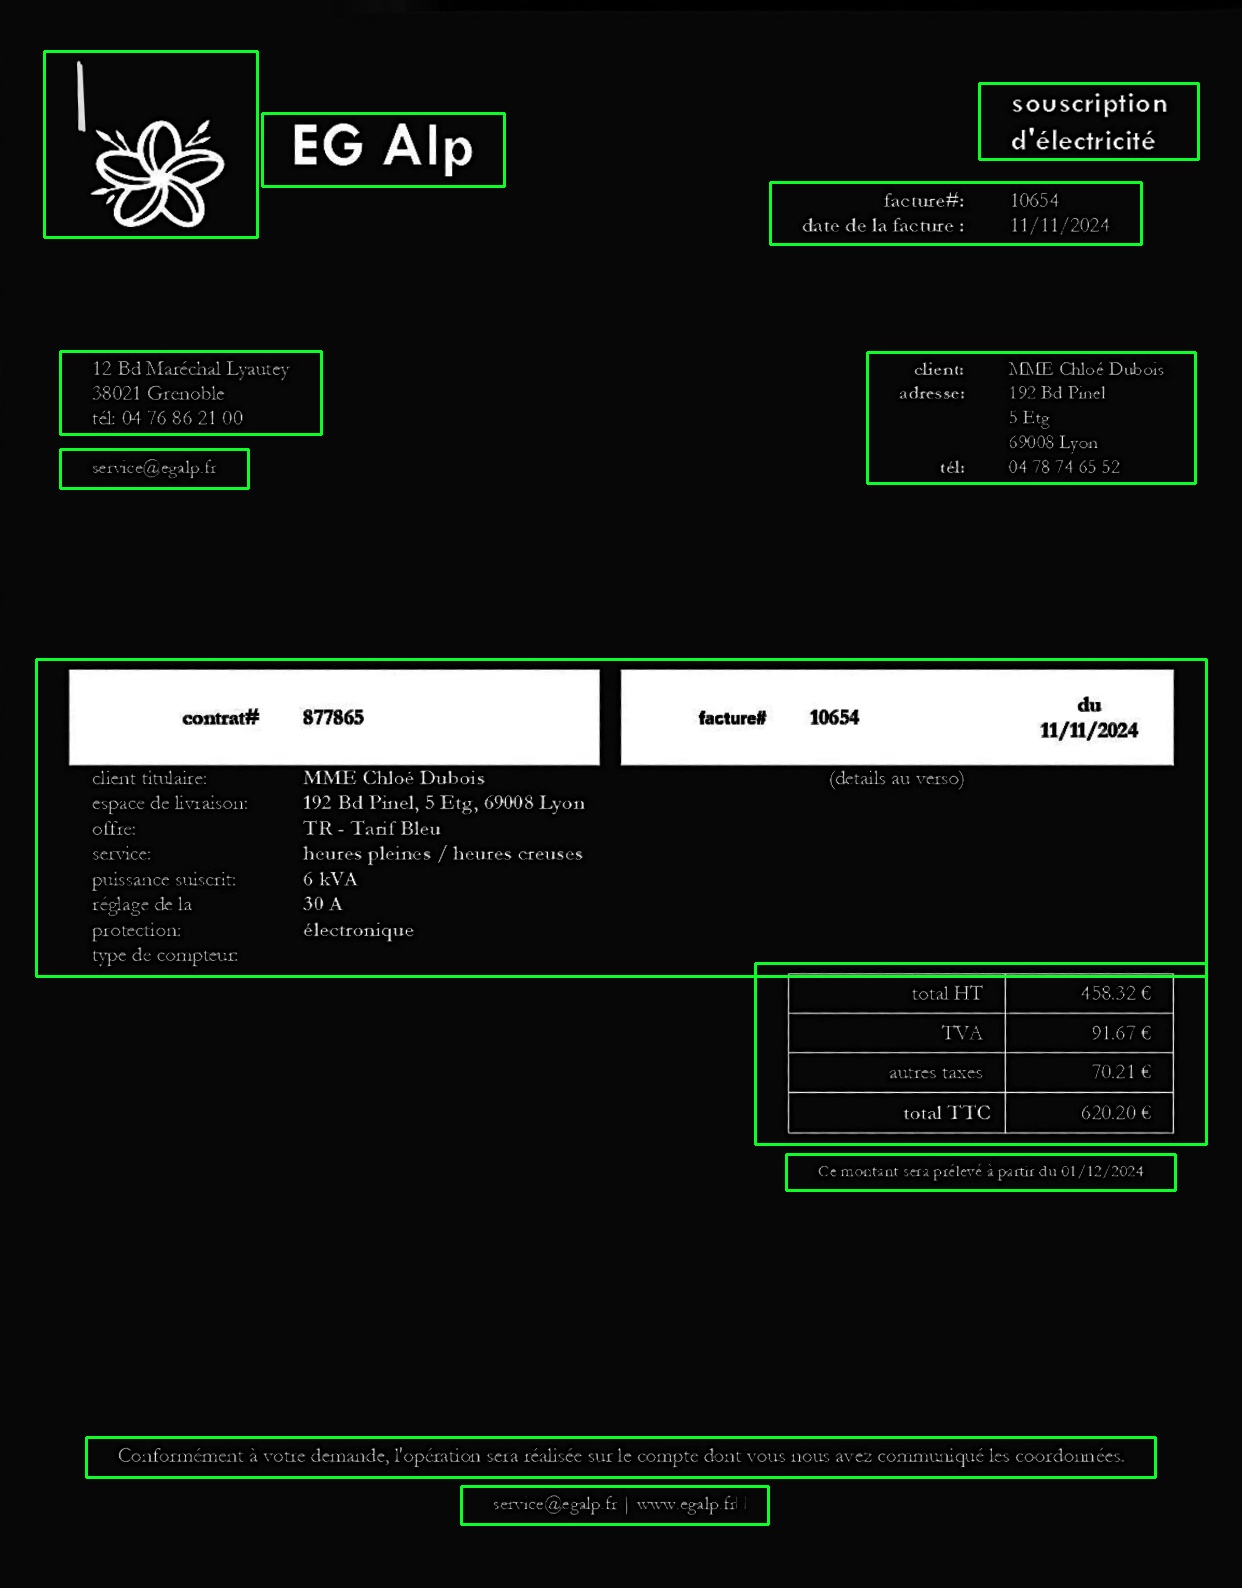 EG Alp
souscription
d'électricité
facture#: 10654
date de la facture : 11/11/2024
12 Bd Maréchal Lyautey
38021 Grenoble
tél: 04 76 86 21 00
service@egalp.fr
client: MME Chloé Dubois
adresse: 192 Bd Pinel
5 Etg
69008 Lyon
tél: 04 78 74 65 52
contrat# 877865
facture# 10654 du
11/11/2024
client titulaire: MME Chloé Dubois
(details au verso)
espace de livraison: 192 Bd Pinel, 5 Etg, 69008 Lyon
offre: TR - Tarif Bleu
service: heures pleines / heures creuses
puissance suiscrit: 6 kVA
réglage de la 30 A
protection: électronique
type de compteur:
total HT 458.32 €
TVA 91.67 €
autres taxes 70.21 €
total TTC 620.20 €
Ce montant sera prélevé à partir du 01/12/2024
Conformément à votre demande, l'opération sera réalisée sur le compte dont vous nous avez communiqué les coordonnées.
service@egalp.fr | www.egalp.fr |